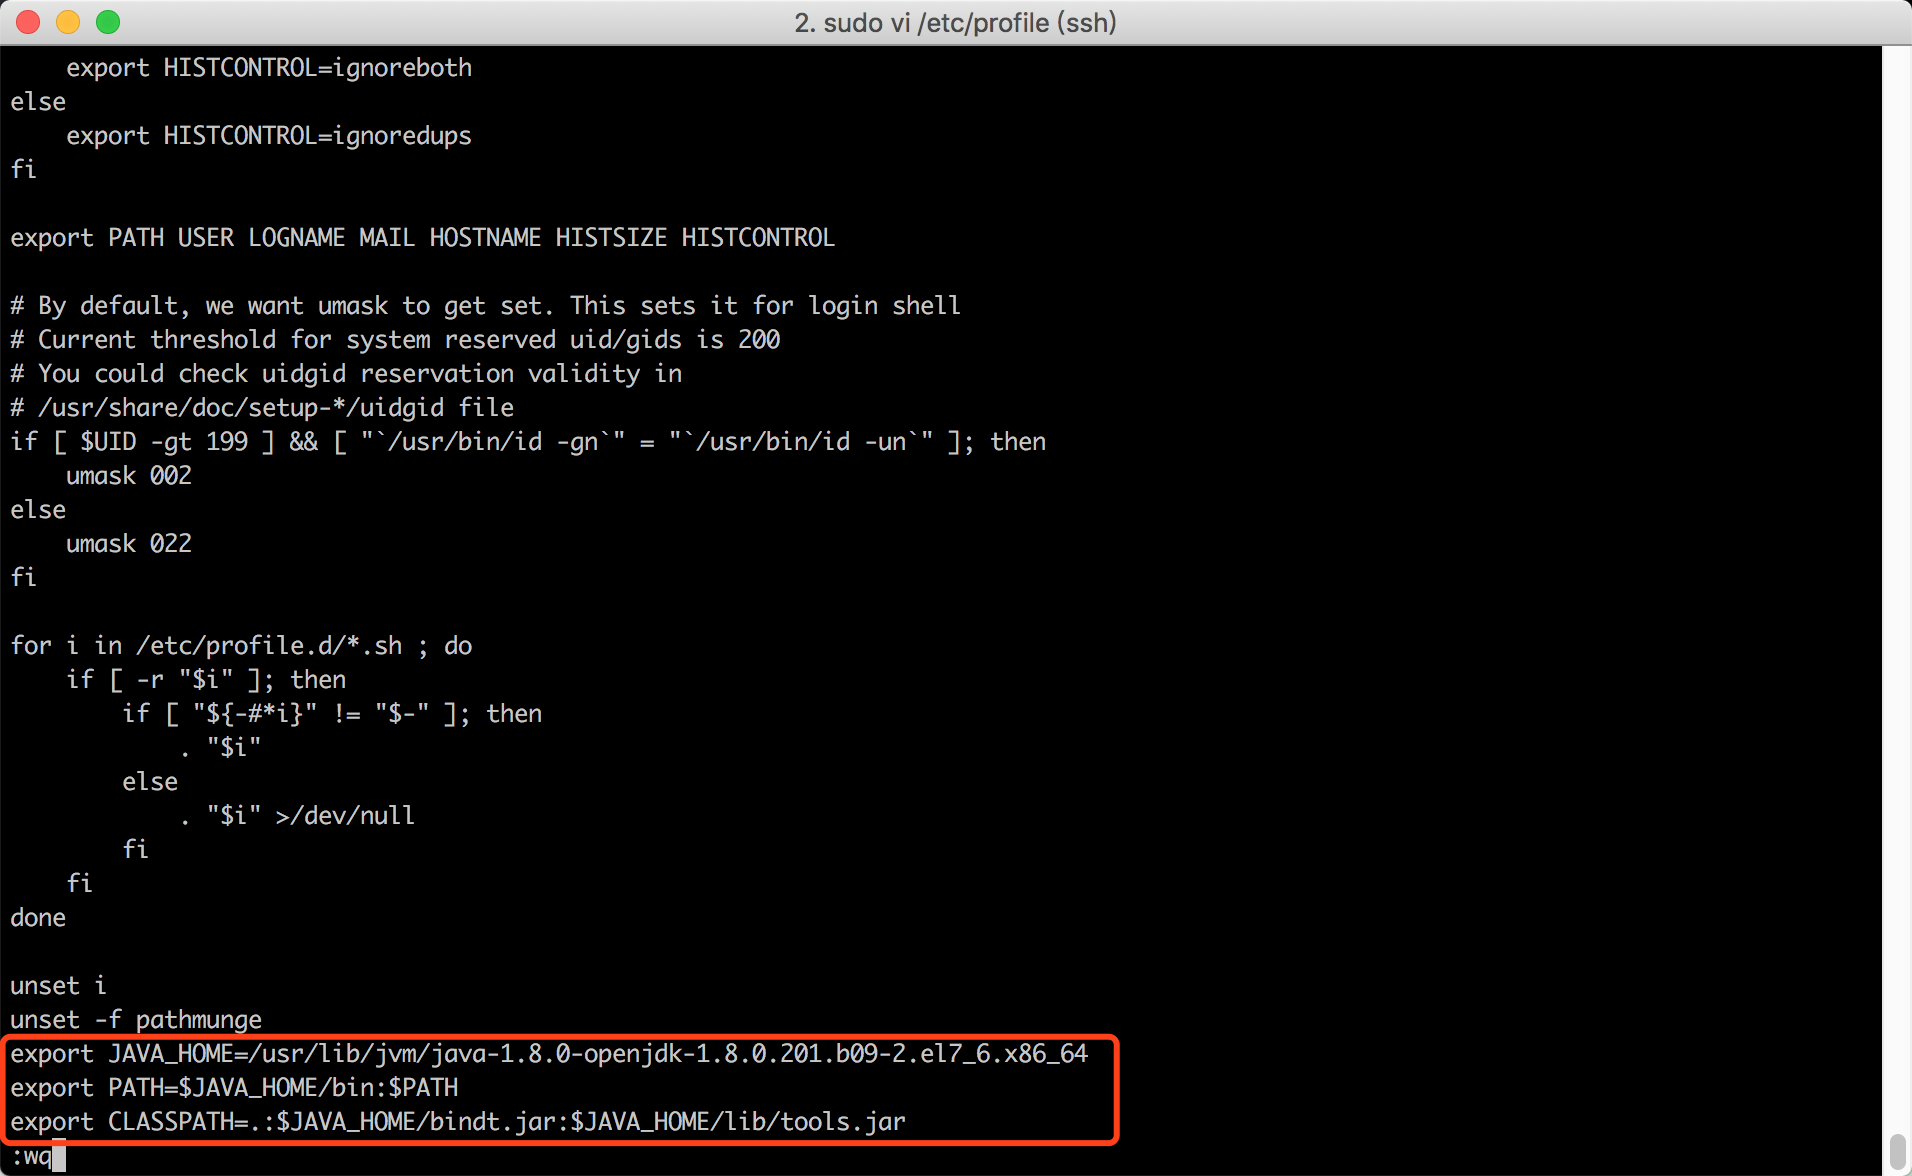 2. sudo vi /etc/profile (ssh)
    export HISTCONTROL=ignoreboth
else
    export HISTCONTROL=ignoredups
fi

export PATH USER LOGNAME MAIL HOSTNAME HISTSIZE HISTCONTROL

# By default, we want umask to get set. This sets it for login shell
# Current threshold for system reserved uid/gids is 200
# You could check uidgid reservation validity in
# /usr/share/doc/setup-*/uidgid file
if [ $UID -gt 199 ] && [ "`/usr/bin/id -gn`" = "`/usr/bin/id -un`" ]; then
    umask 002
else
    umask 022
fi

for i in /etc/profile.d/*.sh ; do
    if [ -r "$i" ]; then
        if [ "${-#*i}" != "$-" ]; then
            . "$i"
        else
            . "$i" >/dev/null
        fi
    fi
done

unset i
unset -f pathmunge
export JAVA_HOME=/usr/lib/jvm/java-1.8.0-openjdk-1.8.0.201.b09-2.el7_6.x86_64
export PATH=$JAVA_HOME/bin:$PATH
export CLASSPATH=.:$JAVA_HOME/bindt.jar:$JAVA_HOME/lib/tools.jar
:wq